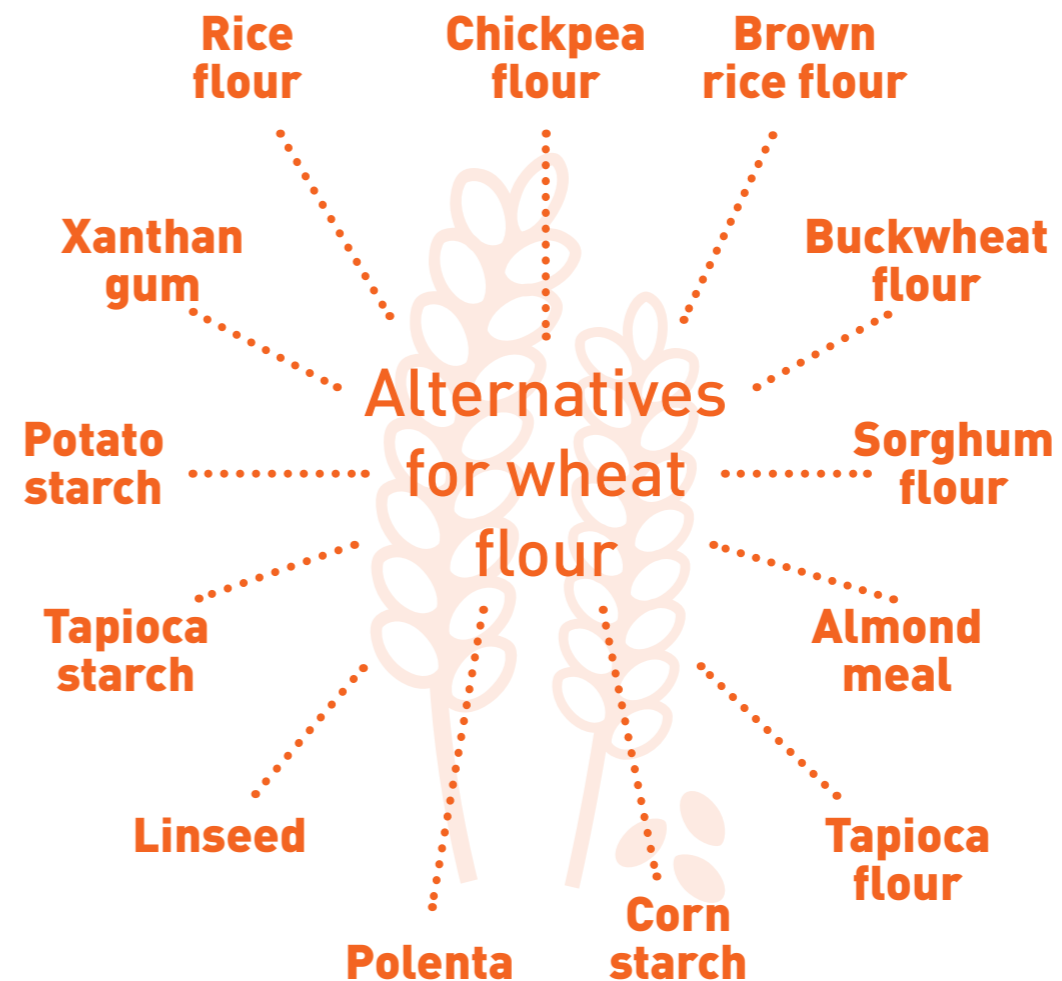 Rice
flour
Chickpea
flour
Brown
rice flour
Xanthan
gum
Buckwheat
flour
Alternatives
for wheat
flour
Potato
starch
Sorghum
flour
Tapioca
starch
Almond
meal
Linseed
Tapioca
flour
Polenta
Corn
starch